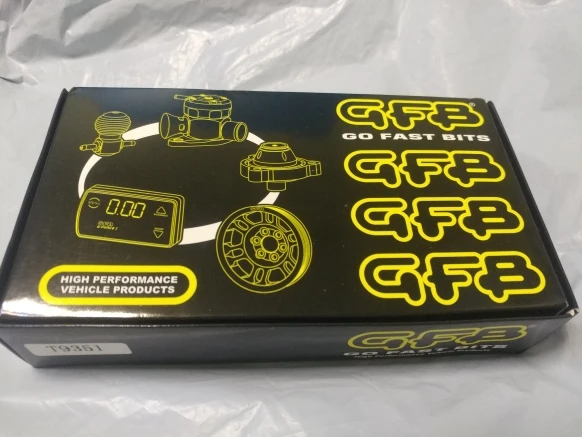 GFB
GO FAST BITS
GFB
GFB
GFB
0.00
HIGH PERFORMANCE
VEHICLE PRODUCTS
GFB
GO FAST BITS
T9351